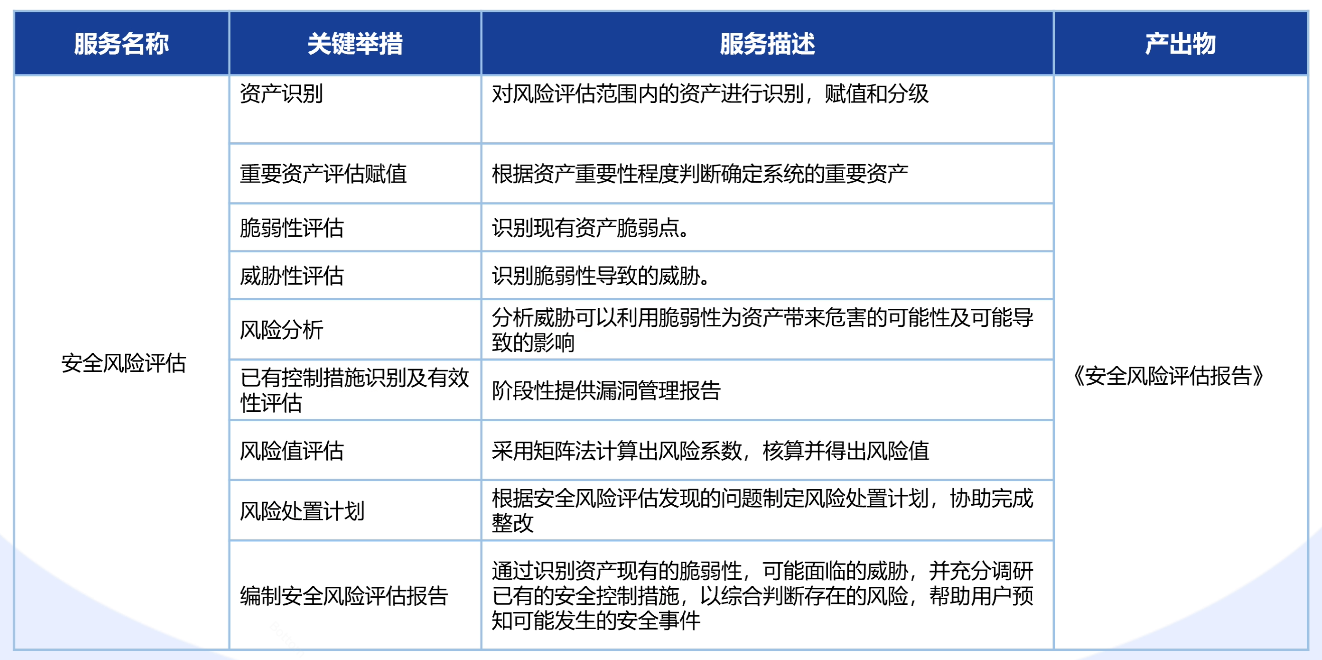 服务名称
关键举措
服务描述
产出物
安全风险评估
资产识别
对风险评估范围内的资产进行识别，赋值和分级
重要资产评估赋值
根据资产重要性程度判断确定系统的重要资产
脆弱性评估
识别现有资产脆弱点。
威胁性评估
识别脆弱性导致的威胁。
风险分析
分析威胁可以利用脆弱性为资产带来危害的可能性及可能导
致的影响
已有控制措施识别及有效
性评估
阶段性提供漏洞管理报告
风险值评估
采用矩阵法计算出风险系数，核算并得出风险值
风险处置计划
根据安全风险评估发现的问题制定风险处置计划，协助完成
整改
编制安全风险评估报告
通过识别资产现有的脆弱性，可能面临的威胁，并充分调研
已有的安全控制措施，以综合判断存在的风险，帮助用户预
知可能发生的安全事件
《安全风险评估报告》